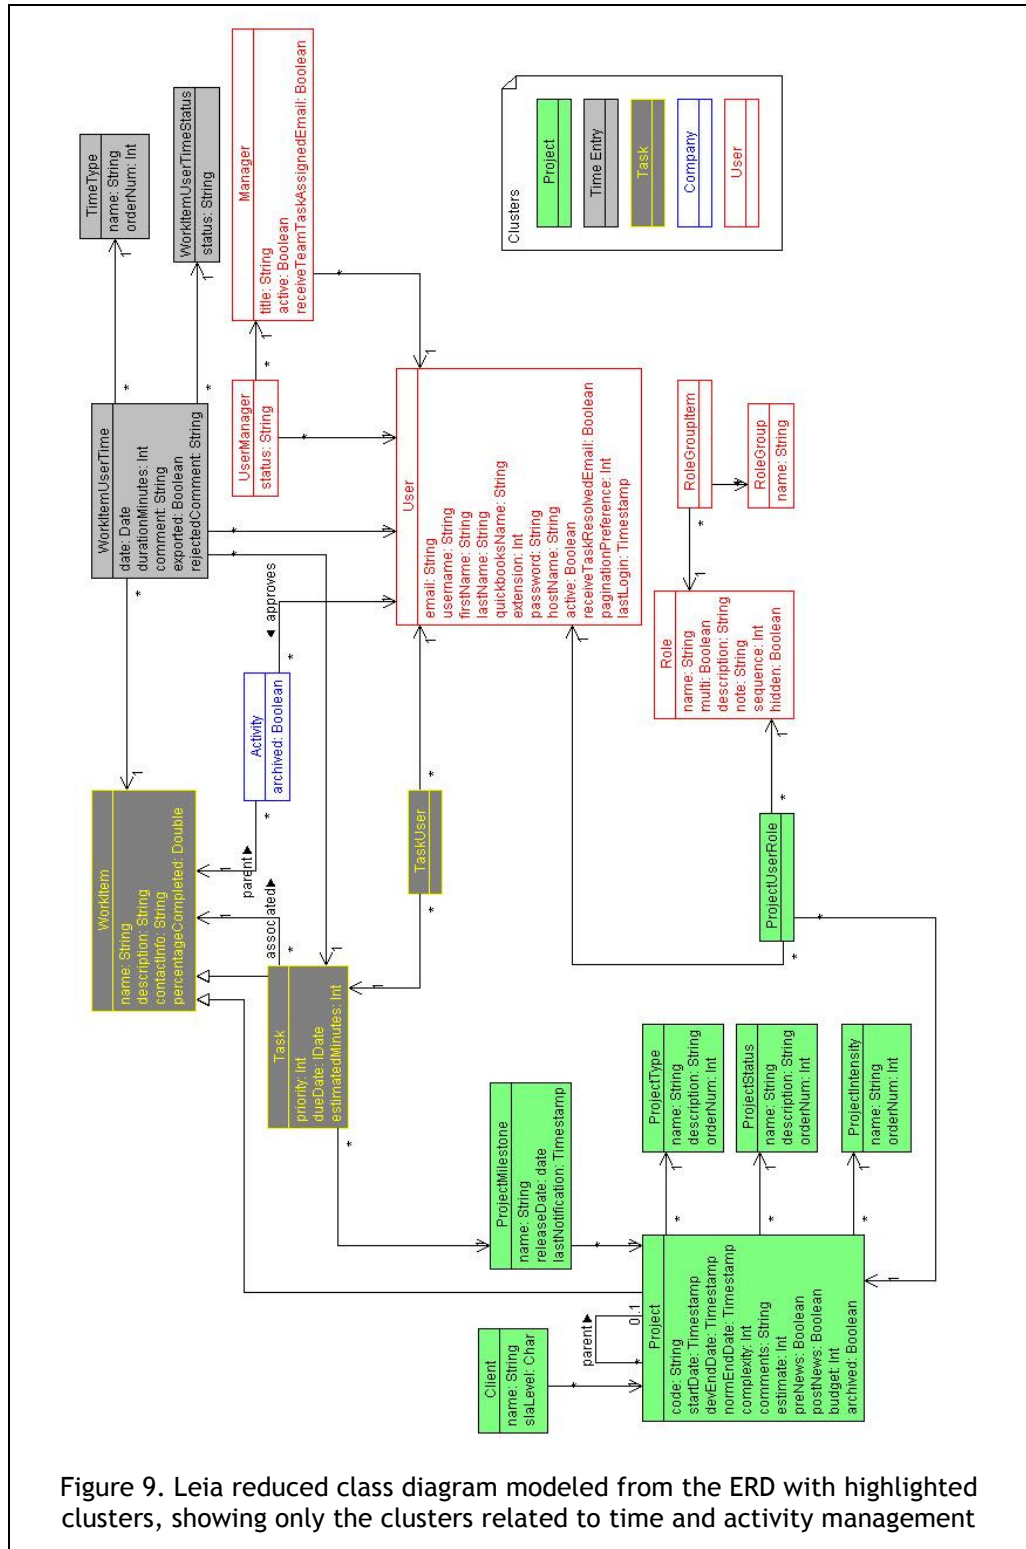 TimeType
name: String
orderNum: Int
WorkItemUserTimeStatus
status: String
Manager
title: String
active: Boolean
receiveTeamTaskAssignedEmail: Boolean
WorkItemUserTime
date: Date
durationMinutes: Int
comment: String
exported: Boolean
rejectedComment: String
UserManager
status: String
User
email: String
username: String
firstName: String
lastName: String
quickbooksName: String
extension: Int
password: String
hostName: String
active: Boolean
receiveTaskResolvedEmail: Boolean
paginationPreference: Int
lastLogin: Timestamp
RoleGroupItem
RoleGroup
name: String
Role
name: String
multi: Boolean
description: String
note: String
sequence: Int
hidden: Boolean
Clusters
Project
Time Entry
Task
Company
User
WorkItem
name: String
description: String
contactInfo: String
percentageCompleted: Double
Activity
archived: Boolean
◀ approves
parent▶
associated▶
Task
priority: Int
dueDate: IDate
estimatedMinutes: Int
TaskUser
ProjectUserRole
ProjectType
name: String
description: String
orderNum: Int
ProjectStatus
name: String
description: String
orderNum: Int
ProjectIntensity
name: String
orderNum: Int
ProjectMilestone
name: String
releaseDate: date
lastNotification: Timestamp
Client
name: String
slaLevel: Char
parent▶
0..1
*
Project
code: String
startDate: Timestamp
devEndDate: Timestamp
normEndDate: Timestamp
complexity: Int
comments: String
estimate: Int
preNews: Boolean
postNews: Boolean
budget: Int
archived: Boolean
Figure 9. Leia reduced class diagram modeled from the ERD with highlighted
clusters, showing only the clusters related to time and activity management